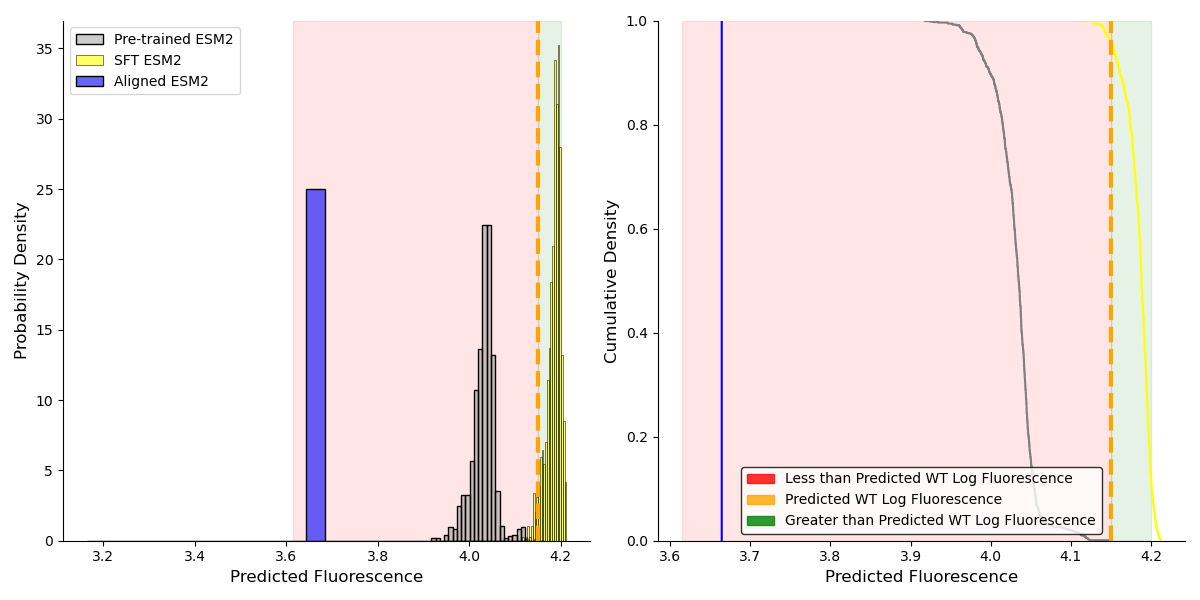 Pre-trained ESM2
SFT ESM2
Aligned ESM2
35
30
25
20
15
10
5
0
Probability Density
3.2 3.4 3.6 3.8 4.0 4.2
Predicted Fluorescence
1.0
0.8
0.6
0.4
0.2
0.0
Cumulative Density
Less than Predicted WT Log Fluorescence
Predicted WT Log Fluorescence
Greater than Predicted WT Log Fluorescence
3.6 3.7 3.8 3.9 4.0 4.1 4.2
Predicted Fluorescence